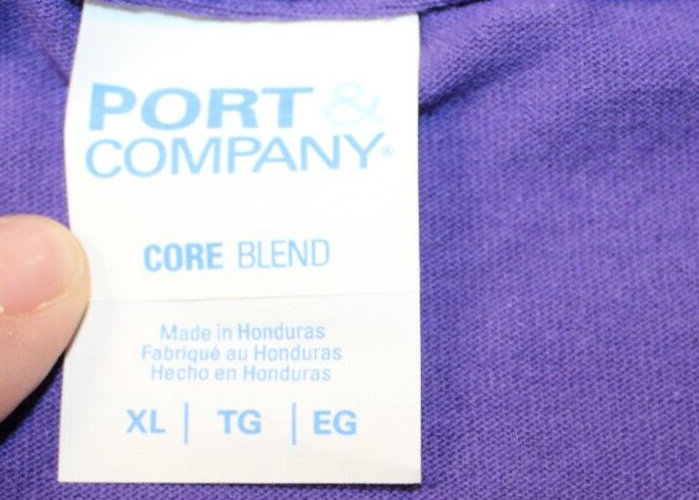 PORT &
COMPANY®
CORE BLEND
Made in Honduras
Fabriqué au Honduras
Hecho en Honduras
XL | TG | EG